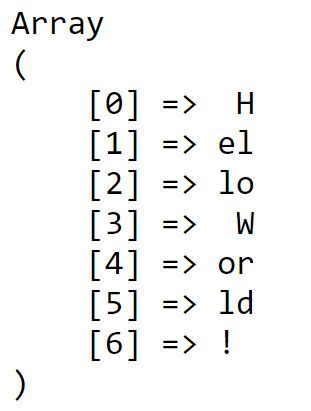 Array
(
    [0] =>  H
    [1] => el
    [2] => lo
    [3] =>  W
    [4] => or
    [5] => ld
    [6] => !
)